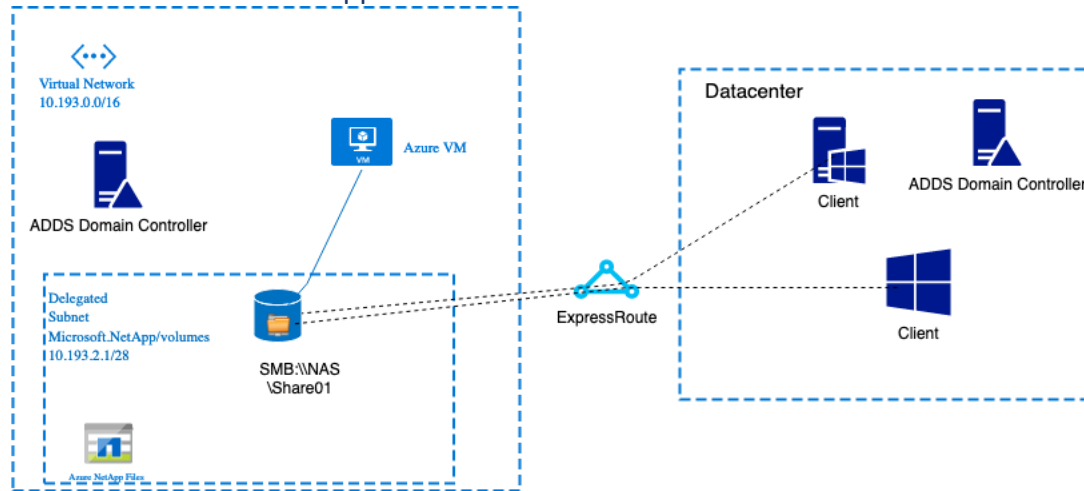 Virtual Network
10.193.0.0/16
ADDS Domain Controller
VM
Azure VM
Delegated
Subnet
Microsoft.NetApp/volumes
10.193.2.1/28
SMB:\\NAS
\Share01
Azure NetApp Files
ExpressRoute
Datacenter
Client
ADDS Domain Controller
Client